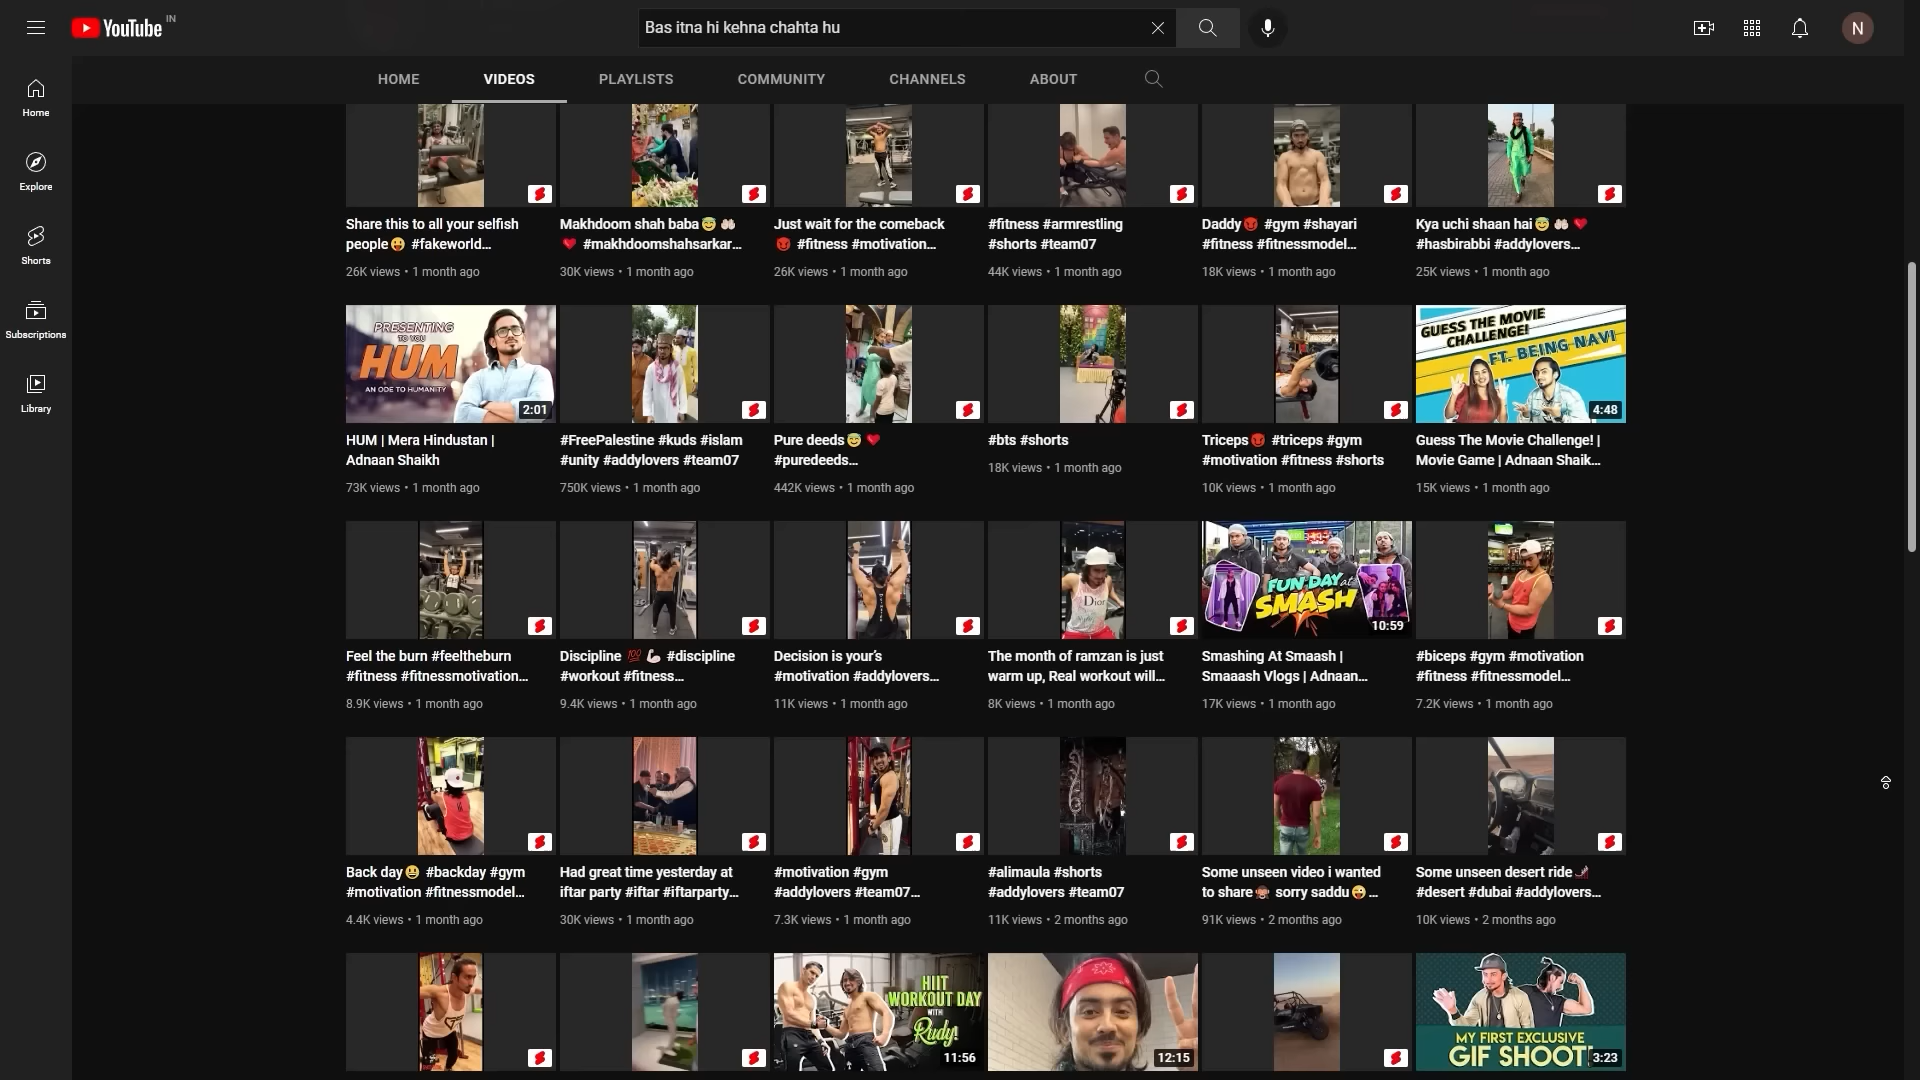 YouTube IN
Bas itna hi kehna chahta hu
N
HOME VIDEOS PLAYLISTS COMMUNITY CHANNELS ABOUT
Home
Explore
Shorts
Subscriptions
Library
Share this to all your selfish
people😜 #fakeworld...
26K views • 1 month ago
Makhdoom shah baba😇🤲🏻
❤️ #makhdoomshahsarkar...
30K views • 1 month ago
Just wait for the comeback
😈 #fitness #motivation...
26K views • 1 month ago
#fitness #armrestling
#shorts #team07
44K views • 1 month ago
Daddy😈 #gym #shayari
#fitness #fitnessmodel...
18K views • 1 month ago
Kya uchi shaan hai😇🤲🏻❤️
#hasbirabbi #addylovers...
25K views • 1 month ago
PRESENTING
TO YOU
HUM
AN ODE TO HUMANITY
2:01
HUM | Mera Hindustan |
Adnaan Shaikh
73K views • 1 month ago
#FreePalestine #kuds #islam
#unity #addylovers #team07
750K views • 1 month ago
Pure deeds😇❤️
#puredeeds...
442K views • 1 month ago
#bts #shorts
18K views • 1 month ago
Triceps😈 #triceps #gym
#motivation #fitness #shorts
10K views • 1 month ago
GUESS THE MOVIE
CHALLENGE!
FT. BEING NAVI
4:48
Guess The Movie Challenge! |
Movie Game | Adnaan Shaik...
15K views • 1 month ago
Feel the burn #feeltheburn
#fitness #fitnessmotivation...
8.9K views • 1 month ago
Discipline 💯💪🏻 #discipline
#workout #fitness...
9.4K views • 1 month ago
Decision is your's
#motivation #addylovers...
11K views • 1 month ago
Dior
The month of ramzan is just
warm up, Real workout will...
8K views • 1 month ago
FUN DAY at
SMASH
10:59
Smashing At Smaash |
Smaaash Vlogs | Adnaan...
17K views • 1 month ago
#biceps #gym #motivation
#fitness #fitnessmodel...
7.2K views • 1 month ago
Back day😃 #backday #gym
#motivation #fitnessmodel...
4.4K views • 1 month ago
Had great time yesterday at
iftar party #iftar #iftarparty...
30K views • 1 month ago
#motivation #gym
#addylovers #team07...
7.3K views • 1 month ago
#alimaula #shorts
#addylovers #team07
11K views • 2 months ago
Some unseen video i wanted
to share🙊 sorry saddu😜...
91K views • 2 months ago
Some unseen desert ride🎢
#desert #dubai #addylovers...
10K views • 2 months ago
HIIT
WORKOUT DAY
WITH
Rudy!
11:56
12:15
MY FIRST EXCLUSIVE
GIF SHOOT!
3:23